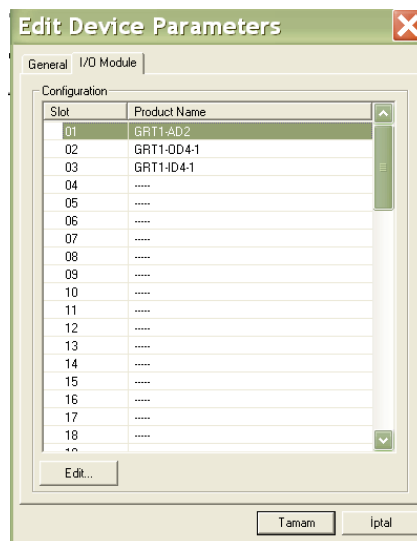 Edit Device Parameters
General I/O Module
Configuration
Slot Product Name
01 GRT1-AD2
02 GRT1-OD4-1
03 GRT1-ID4-1
04 -----
05 -----
06 -----
07 -----
08 -----
09 -----
10 -----
11 -----
12 -----
13 -----
14 -----
15 -----
16 -----
17 -----
18 -----
Edit...
Tamam İptal